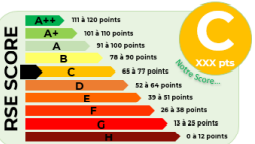 RSE SCORE
A++ 111 à 120 points
A+ 101 à 110 points
A 91 à 100 points
B 78 à 90 points
C 65 à 77 points
D 52 à 64 points
E 39 à 51 points
F 26 à 38 points
G 13 à 25 points
H 0 à 12 points
C
XXX pts
Notre Score...